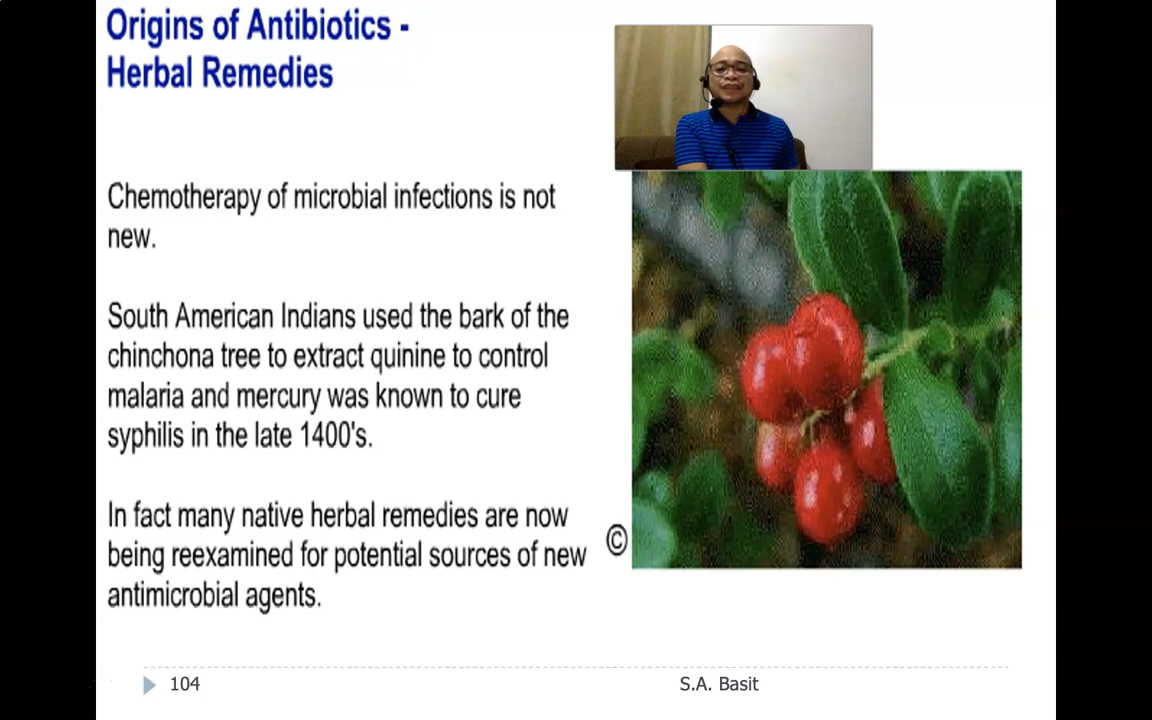 Origins of Antibiotics -
Herbal Remedies
Chemotherapy of microbial infections is not
new.
South American Indians used the bark of the
chinchona tree to extract quinine to control
malaria and mercury was known to cure
syphilis in the late 1400's.
In fact many native herbal remedies are now
being reexamined for potential sources of new
antimicrobial agents.
©
104
S.A. Basit